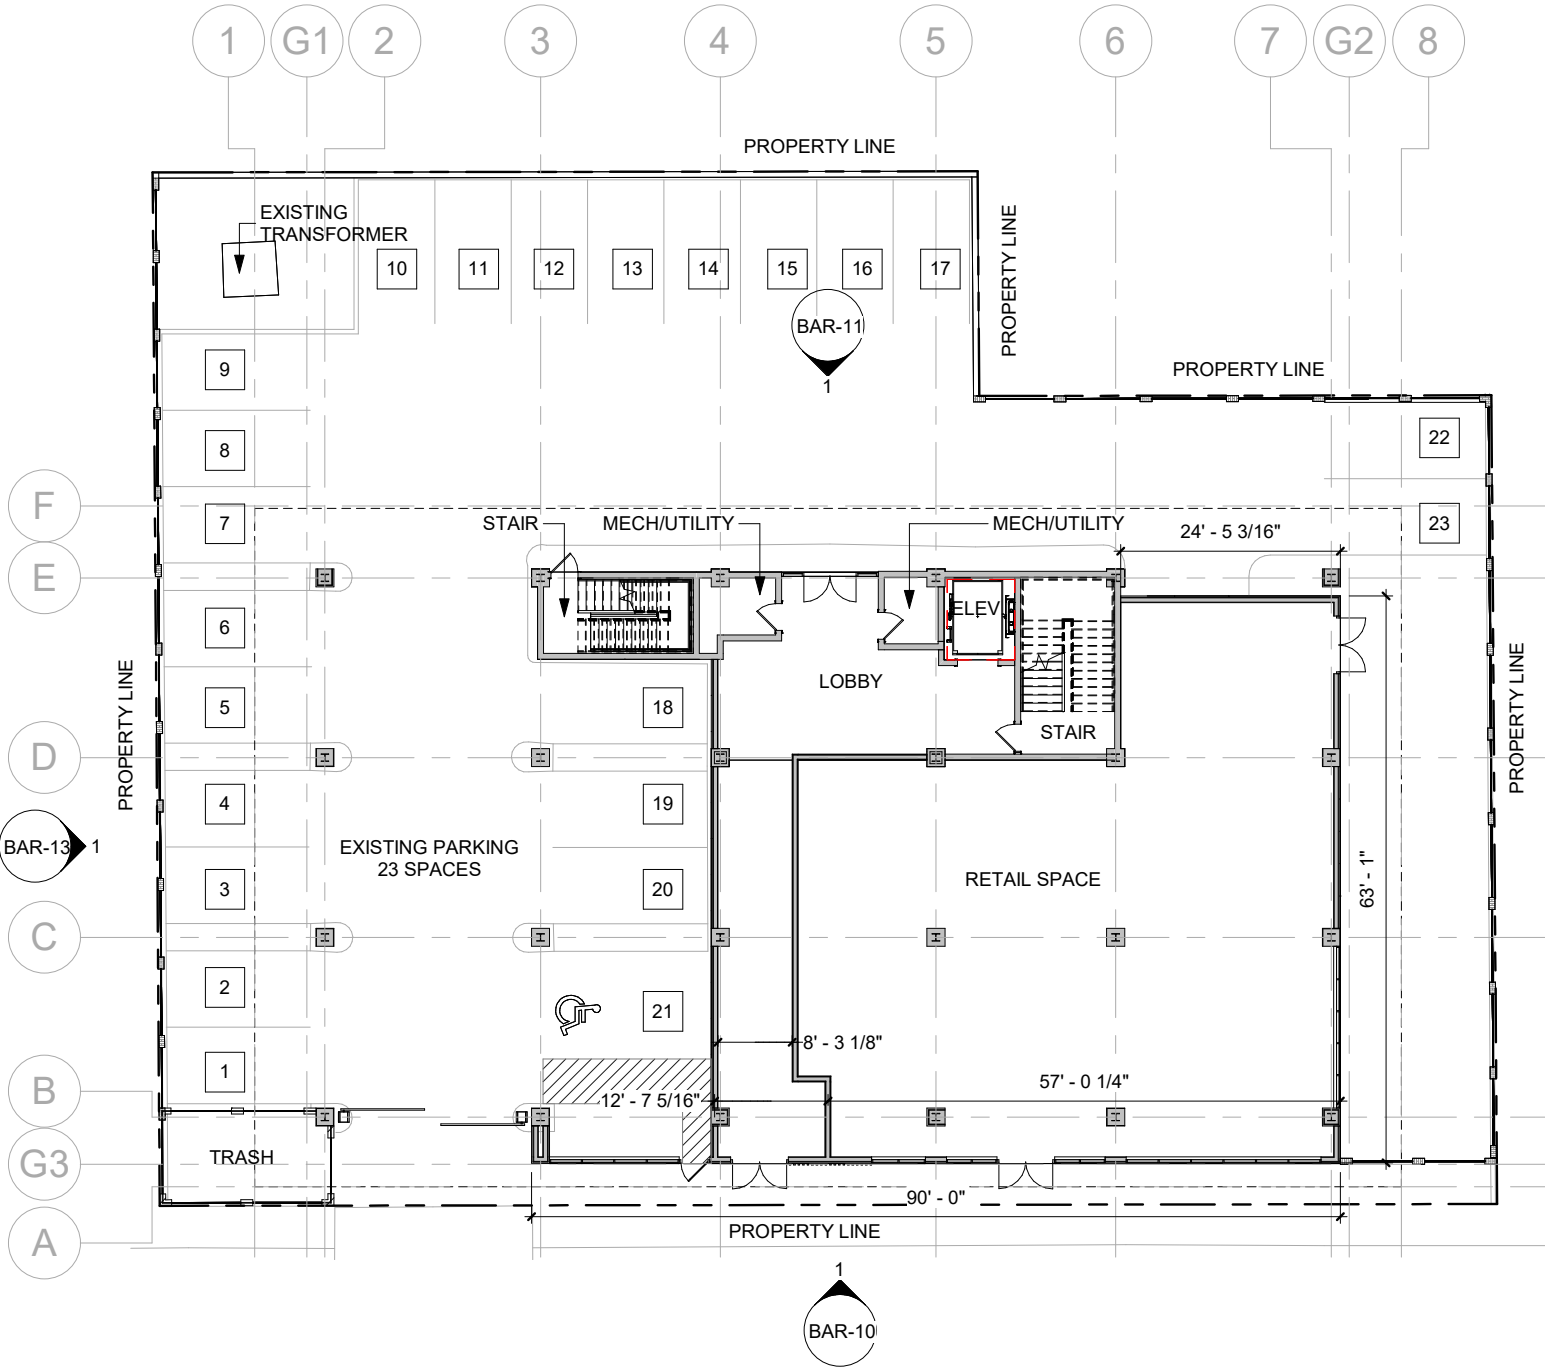 1
G1
2
3
4
5
6
7
G2
8
PROPERTY LINE
EXISTING
TRANSFORMER
PROPERTY LINE
10
11
12
13
14
15
16
17
BAR-11
1
PROPERTY LINE
9
8
22
F
7
STAIR
MECH/UTILITY
MECH/UTILITY
23
24' - 5 3/16"
E
ELEV
6
PROPERTY LINE
LOBBY
PROPERTY LINE
5
18
STAIR
D
4
19
BAR-13
1
EXISTING PARKING
23 SPACES
RETAIL SPACE
63' - 1"
3
20
C
2
21
8' - 3 1/8"
1
57' - 0 1/4"
B
12' - 7 5/16"
G3
TRASH
90' - 0"
A
PROPERTY LINE
1
BAR-10